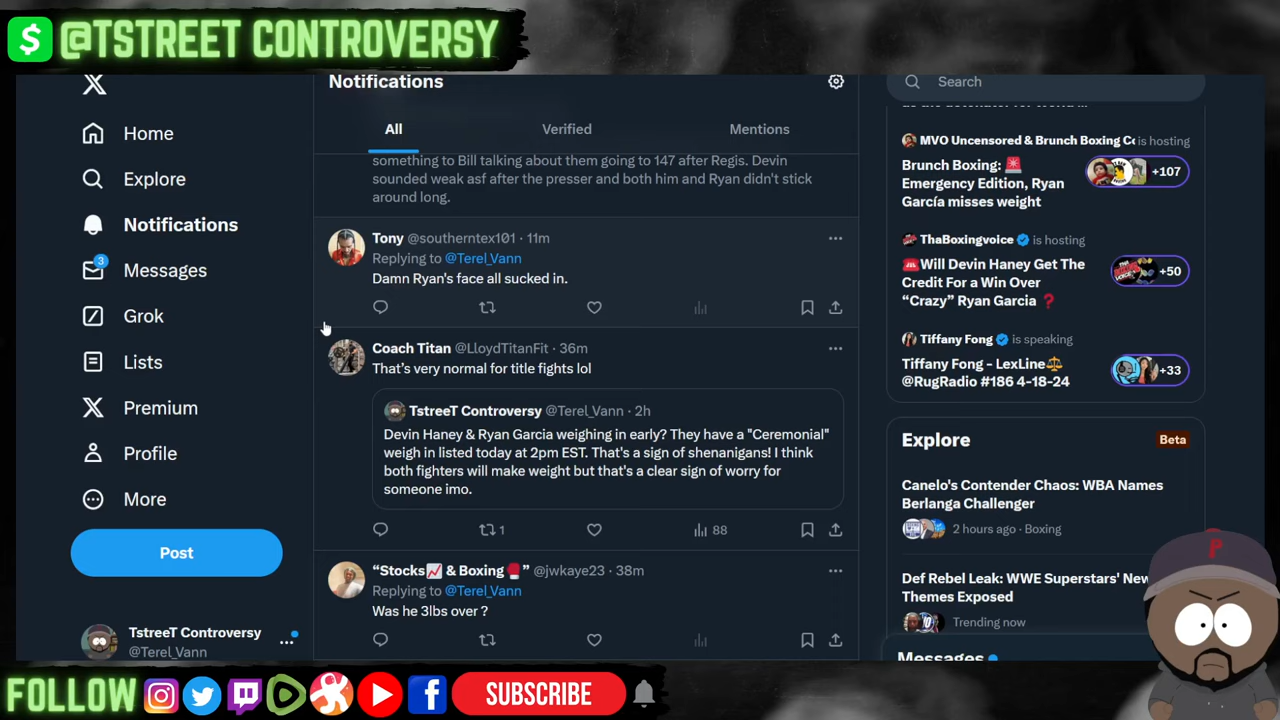 $ @TSTREET CONTROVERSY
Notifications
Search
All
Verified
Mentions
Home
Explore
Notifications
3
Messages
Grok
Lists
Premium
Profile
More
Post
TstreeT Controversy
@Terel_Vann
something to Bill talking about them going to 147 after Regis. Devin
sounded weak asf after the presser and both him and Ryan didn't stick
around long.
Tony @southerntex101 · 11m
Replying to @Terel_Vann
Damn Ryan's face all sucked in.
Coach Titan @LloydTitanFit · 36m
That's very normal for title fights lol
TstreeT Controversy @Terel_Vann · 2h
Devin Haney & Ryan Garcia weighing in early? They have a "Ceremonial"
weigh in listed today at 2pm EST. That's a sign of shenanigans! I think
both fighters will make weight but that's a clear sign of worry for
someone imo.
1
88
“Stocks📈 & Boxing🥊” @jwkaye23 · 38m
Replying to @Terel_Vann
Was he 3lbs over ?
MVO Uncensored & Brunch Boxing Co is hosting
Brunch Boxing: 🚨
Emergency Edition, Ryan
García misses weight
+107
ThaBoxingvoice is hosting
🚨Will Devin Haney Get The
Credit For a Win Over
“Crazy” Ryan Garcia ❓
+50
Tiffany Fong is speaking
Tiffany Fong - LexLine⚖️
@RugRadio #186 4-18-24
+33
Explore
Beta
Canelo's Contender Chaos: WBA Names
Berlanga Challenger
2 hours ago · Boxing
Def Rebel Leak: WWE Superstars' New
Themes Exposed
Trending now
Messages
P
FOLLOW
SUBSCRIBE